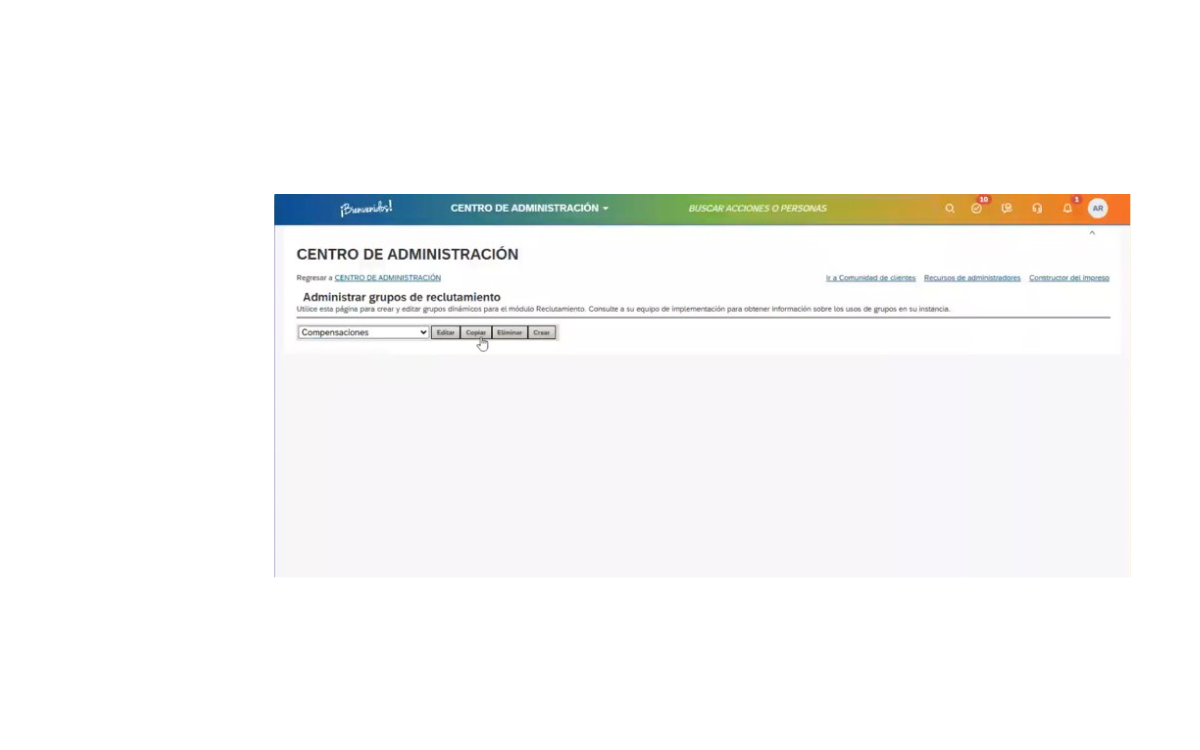 ¡Bienvenidos! CENTRO DE ADMINISTRACIÓN BUSCAR ACCIONES O PERSONAS 10 1 AR
CENTRO DE ADMINISTRACIÓN
Regresar a CENTRO DE ADMINISTRACIÓN Ir a Comunidad de clientes Recursos de administradores Constructor del impreso
Administrar grupos de reclutamiento
Utilice esta página para crear y editar grupos dinámicos para el módulo Reclutamiento. Consulte a su equipo de implementación para obtener información sobre los usos de grupos en su instancia.
Compensaciones Editar Copiar Eliminar Crear